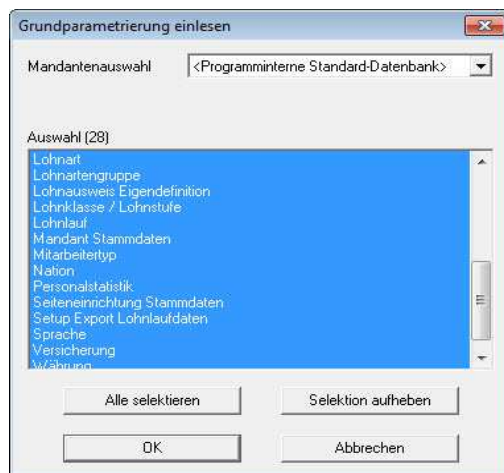 Grundparametrierung einlesen
Mandantenauswahl <Programminterne Standard-Datenbank>
Auswahl (28)
Lohnart
Lohnartengruppe
Lohnausweis Eigendefinition
Lohnklasse / Lohnstufe
Lohnlauf
Mandant Stammdaten
Mitarbeitertyp
Nation
Personalstatistik
Seiteneinrichtung Stammdaten
Setup Export Lohnlaufdaten
Sprache
Versicherung
Währung
Alle selektieren Selektion aufheben
OK Abbrechen